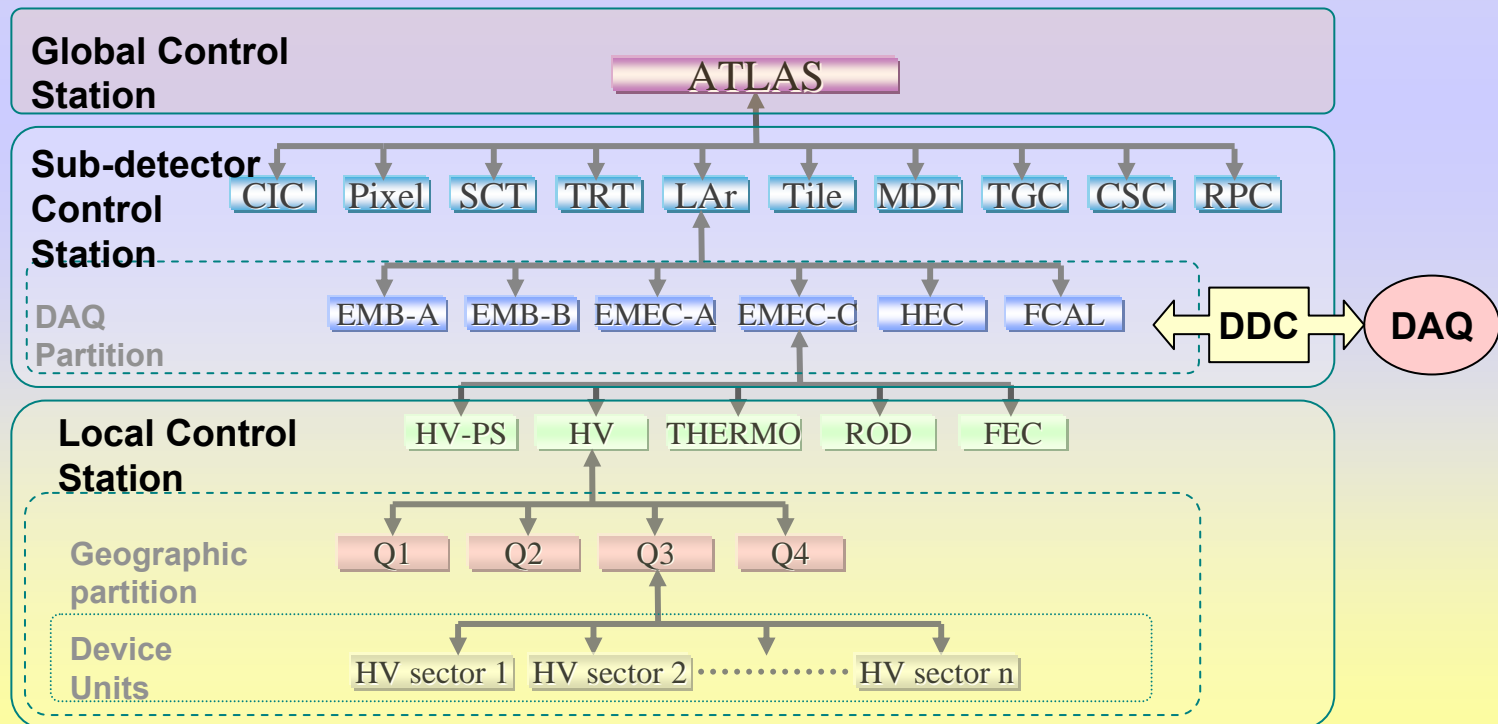 Global Control
Station
ATLAS
Sub-detector
Control
Station
CIC Pixel SCT TRT LAr Tile MDT TGC CSC RPC
DAQ
Partition
EMB-A EMB-B EMEC-A EMEC-C HEC FCAL
DDC
DAQ
Local Control
Station
HV-PS HV THERMO ROD FEC
Geographic
partition
Q1 Q2 Q3 Q4
Device
Units
HV sector 1 HV sector 2 ................ HV sector n